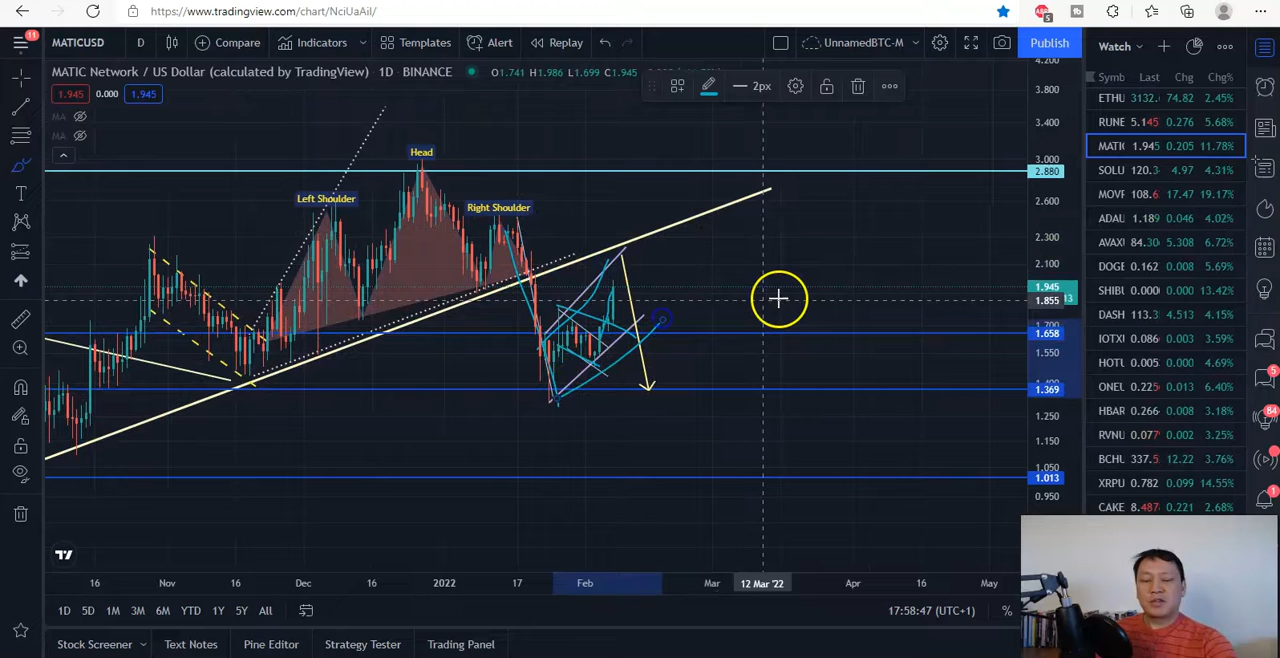 https://www.tradingview.com/chart/NciUaAil/
11
MATICUSD D Compare Indicators Templates Alert Replay UnnamedBTC-M Publish
Watch
MATIC Network / US Dollar (calculated by TradingView) 1D BINANCE O1.741 H1.986 L1.699 C1.945
1.945 0.000 1.945
2px
MA
MA
Head
Left Shoulder
Right Shoulder
3.800
3.400
3.000
2.880
2.600
2.300
2.100
1.945
1.855
1.658
1.550
1.369
1.250
1.150
1.050
1.013
0.950
Symb Last Chg Chg%
ETHU 3132. 74.82 2.45%
RUNE 5.145 0.276 5.68%
MATIC 1.945 0.205 11.78%
SOLU 120.3 4.97 4.31%
MOVF 108.6 17.47 19.17%
ADAU 1.189 0.046 4.02%
AVAX 84.30 5.308 6.72%
DOGE 0.162 0.008 5.69%
SHIBI 0.000 0.000 13.42%
DASH 113.3 4.513 4.15%
IOTX 0.086 0.003 3.59%
HOTL 0.005 0.000 4.69%
ONEL 0.225 0.013 6.40%
HBAR 0.266 0.008 3.18%
RVNU 0.077 0.002 3.25%
BCHU 337.5 12.22 3.76%
XRPU 0.782 0.099 14.55%
CAKE 8.487 0.221 2.68%
16 Nov 16 Dec 16 2022 17 Feb Mar 12 Mar '22 Apr 16 May
1D 5D 1M 3M 6M YTD 1Y 5Y All 17:58:47 (UTC+1) %
Stock Screener Text Notes Pine Editor Strategy Tester Trading Panel